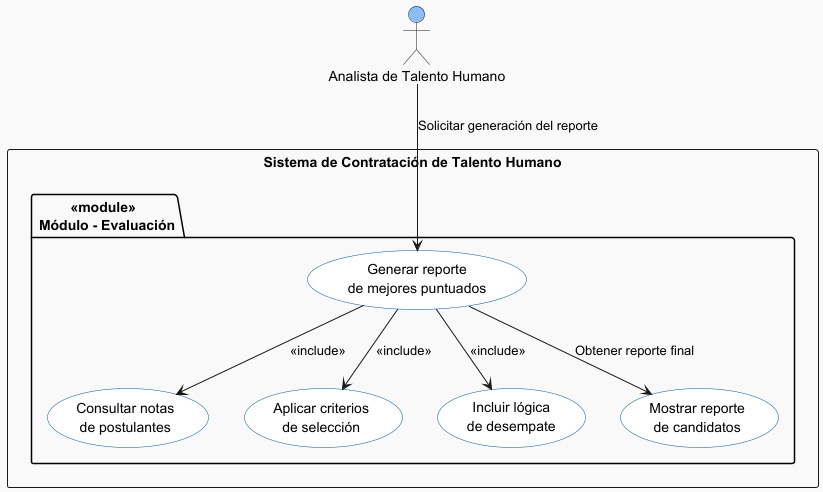 Analista de Talento Humano
Solicitar generación del reporte
Sistema de Contratación de Talento Humano
«module»
Módulo - Evaluación
Generar reporte
de mejores puntuados
«include»
«include»
«include»
Obtener reporte final
Consultar notas
de postulantes
Aplicar criterios
de selección
Incluir lógica
de desempate
Mostrar reporte
de candidatos